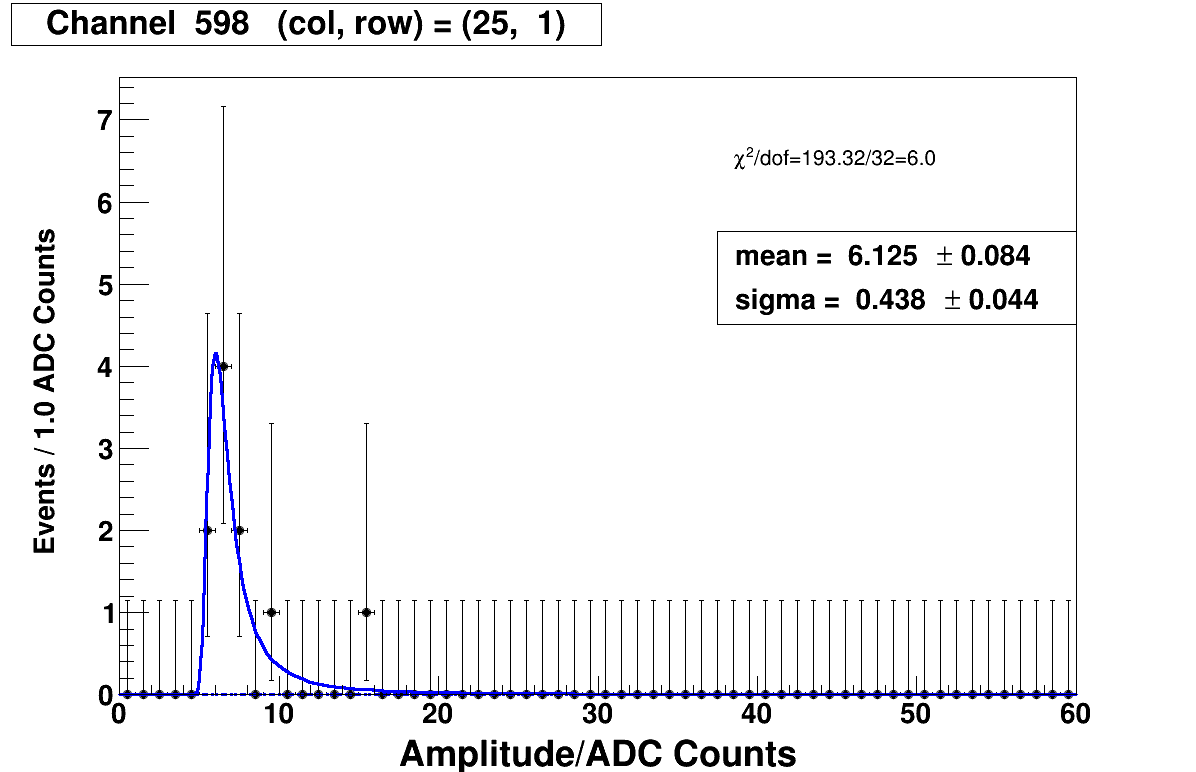 Channel  598   (col, row) = (25,  1)
χ²/dof=193.32/32=6.0
mean =  6.125  ± 0.084
sigma =  0.438  ± 0.044
Events / 1.0 ADC Counts
7
6
5
4
3
2
1
0
0 10 20 30 40 50 60
Amplitude/ADC Counts